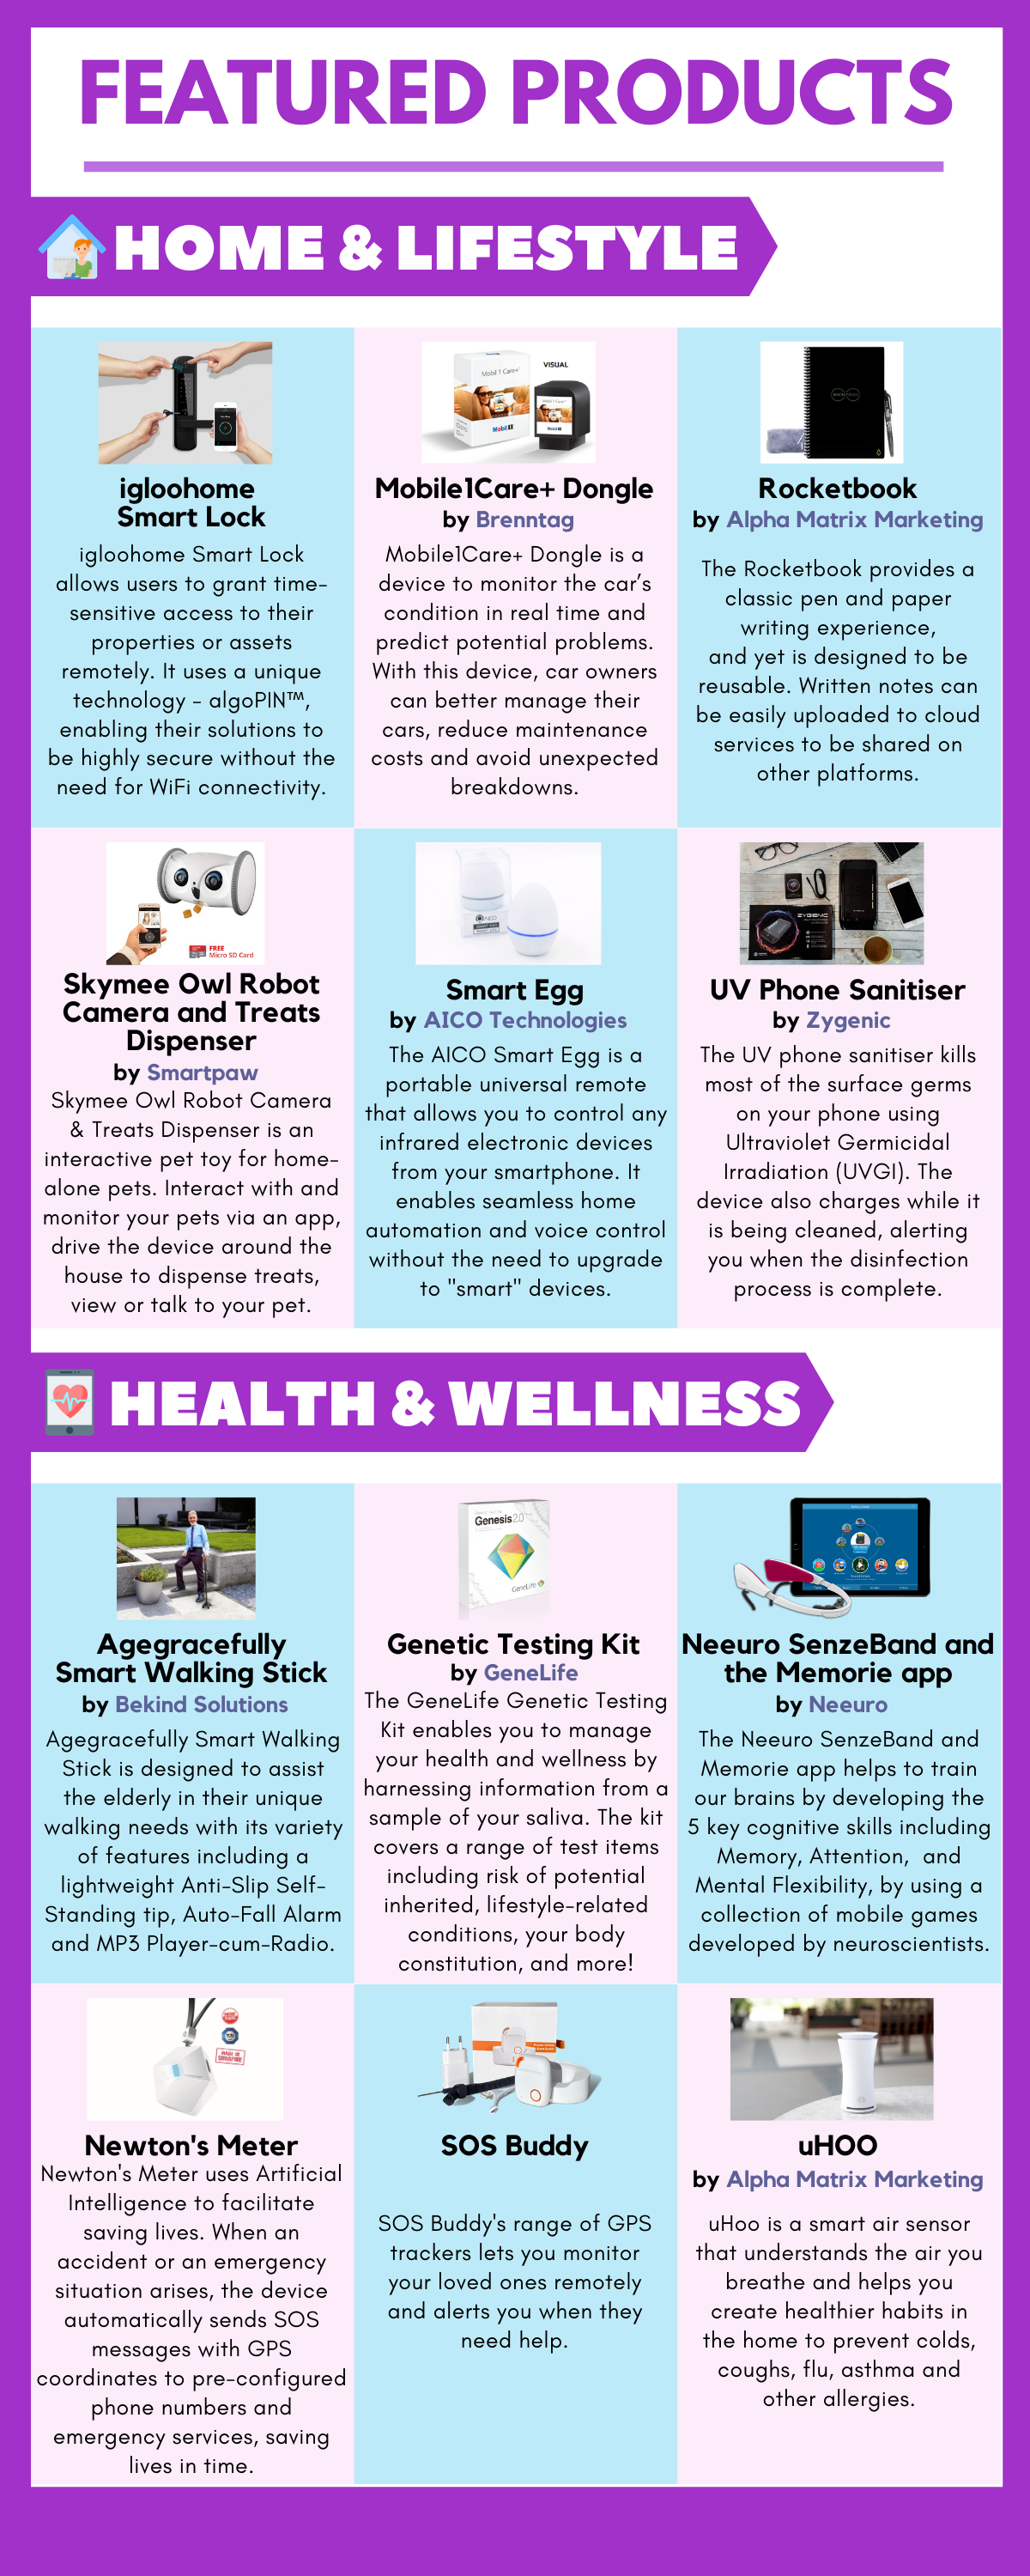 FEATURED PRODUCTS
HOME & LIFESTYLE
igloohome
Smart Lock
igloohome Smart Lock
allows users to grant time-
sensitive access to their
properties or assets
remotely. It uses a unique
technology - algoPIN™,
enabling their solutions to
be highly secure without the
need for WiFi connectivity.
Mobil 1 Care+
VISUAL
Mobil 1
Mobile1Care+ Dongle
by Brenntag
Mobile1Care+ Dongle is a
device to monitor the car's
condition in real time and
predict potential problems.
With this device, car owners
can better manage their
cars, reduce maintenance
costs and avoid unexpected
breakdowns.
Rocketbook
by Alpha Matrix Marketing
The Rocketbook provides a
classic pen and paper
writing experience,
and yet is designed to be
reusable. Written notes can
be easily uploaded to cloud
services to be shared on
other platforms.
FREE
Micro SD Card
Skymee Owl Robot
Camera and Treats
Dispenser
by Smartpaw
Skymee Owl Robot Camera
& Treats Dispenser is an
interactive pet toy for home-
alone pets. Interact with and
monitor your pets via an app,
drive the device around the
house to dispense treats,
view or talk to your pet.
AICO
Smart Egg
by AICO Technologies
The AICO Smart Egg is a
portable universal remote
that allows you to control any
infrared electronic devices
from your smartphone. It
enables seamless home
automation and voice control
without the need to upgrade
to "smart" devices.
ZYGIENIC
UV Phone Sanitiser
by Zygenic
The UV phone sanitiser kills
most of the surface germs
on your phone using
Ultraviolet Germicidal
Irradiation (UVGI). The
device also charges while it
is being cleaned, alerting
you when the disinfection
process is complete.
HEALTH & WELLNESS
Agegracefully
Smart Walking Stick
by Bekind Solutions
Agegracefully Smart Walking
Stick is designed to assist
the elderly in their unique
walking needs with its variety
of features including a
lightweight Anti-Slip Self-
Standing tip, Auto-Fall Alarm
and MP3 Player-cum-Radio.
Genesis2.0
GeneLife
Genetic Testing Kit
by GeneLife
The GeneLife Genetic Testing
Kit enables you to manage
your health and wellness by
harnessing information from a
sample of your saliva. The kit
covers a range of test items
including risk of potential
inherited, lifestyle-related
conditions, your body
constitution, and more!
Neeuro SenzeBand and
the Memorie app
by Neeuro
The Neeuro SenzeBand and
Memorie app helps to train
our brains by developing the
5 key cognitive skills including
Memory, Attention,  and
Mental Flexibility, by using a
collection of mobile games
developed by neuroscientists.
MADE IN
SINGAPORE
Newton's Meter
Newton's Meter uses Artificial
Intelligence to facilitate
saving lives. When an
accident or an emergency
situation arises, the device
automatically sends SOS
messages with GPS
coordinates to pre-configured
phone numbers and
emergency services, saving
lives in time.
SOS Buddy
SOS Buddy's range of GPS
trackers lets you monitor
your loved ones remotely
and alerts you when they
need help.
uHOO
by Alpha Matrix Marketing
uHoo is a smart air sensor
that understands the air you
breathe and helps you
create healthier habits in
the home to prevent colds,
coughs, flu, asthma and
other allergies.